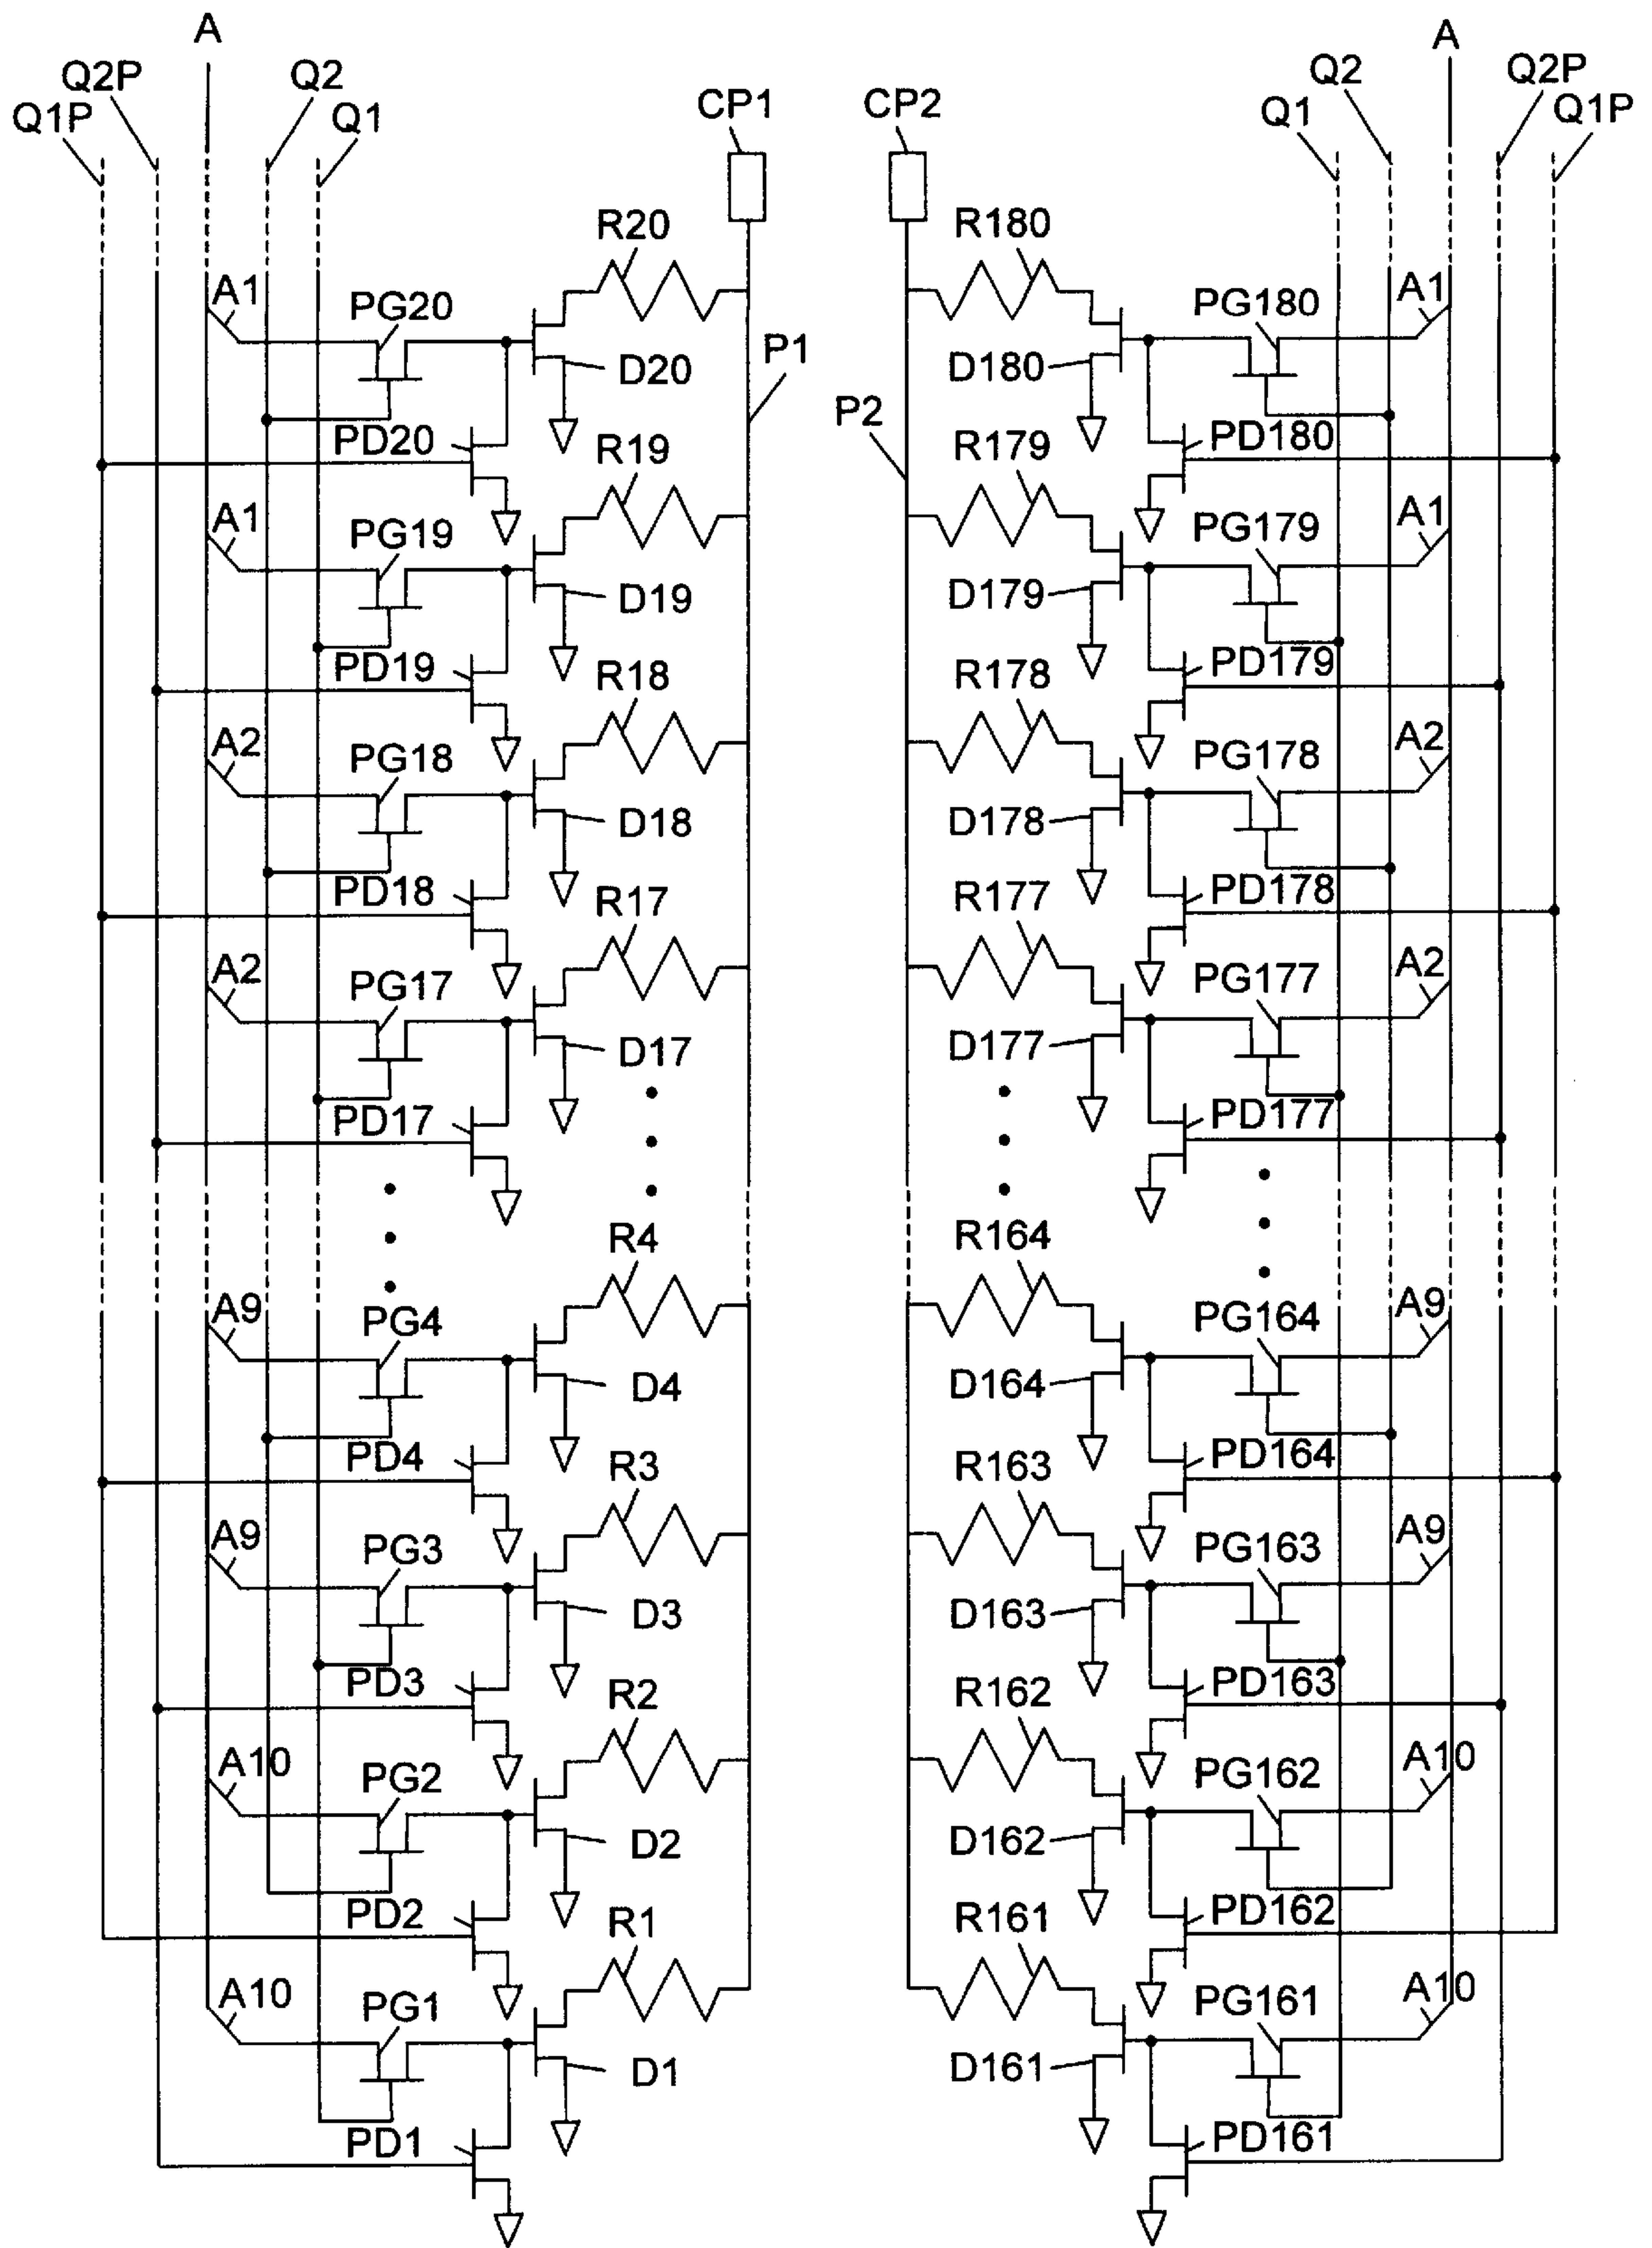 A A
Q2P Q2 Q2 Q2P
Q1P Q1 CP1 CP2 Q1 Q1P
R20 R180
A1 PG20 PG180 A1
P1
D20 D180
P2
PD20 R19 R179 PD180
A1 PG19 PG179 A1
D19 D179
PD19 R18 R178 PD179
A2 PG18 PG178 A2
D18 D178
PD18 R17 R177 PD178
A2 PG17 PG177 A2
D17 D177
PD17 PD177
R4 R164
A9 PG4 PG164 A9
D4 D164
PD4 R3 R163 PD164
A9 PG3 PG163 A9
D3 D163
PD3 R2 R162 PD163
A10 PG2 PG162 A10
D2 D162
PD2 R1 R161 PD162
A10 PG1 PG161 A10
D1 D161
PD1 PD161